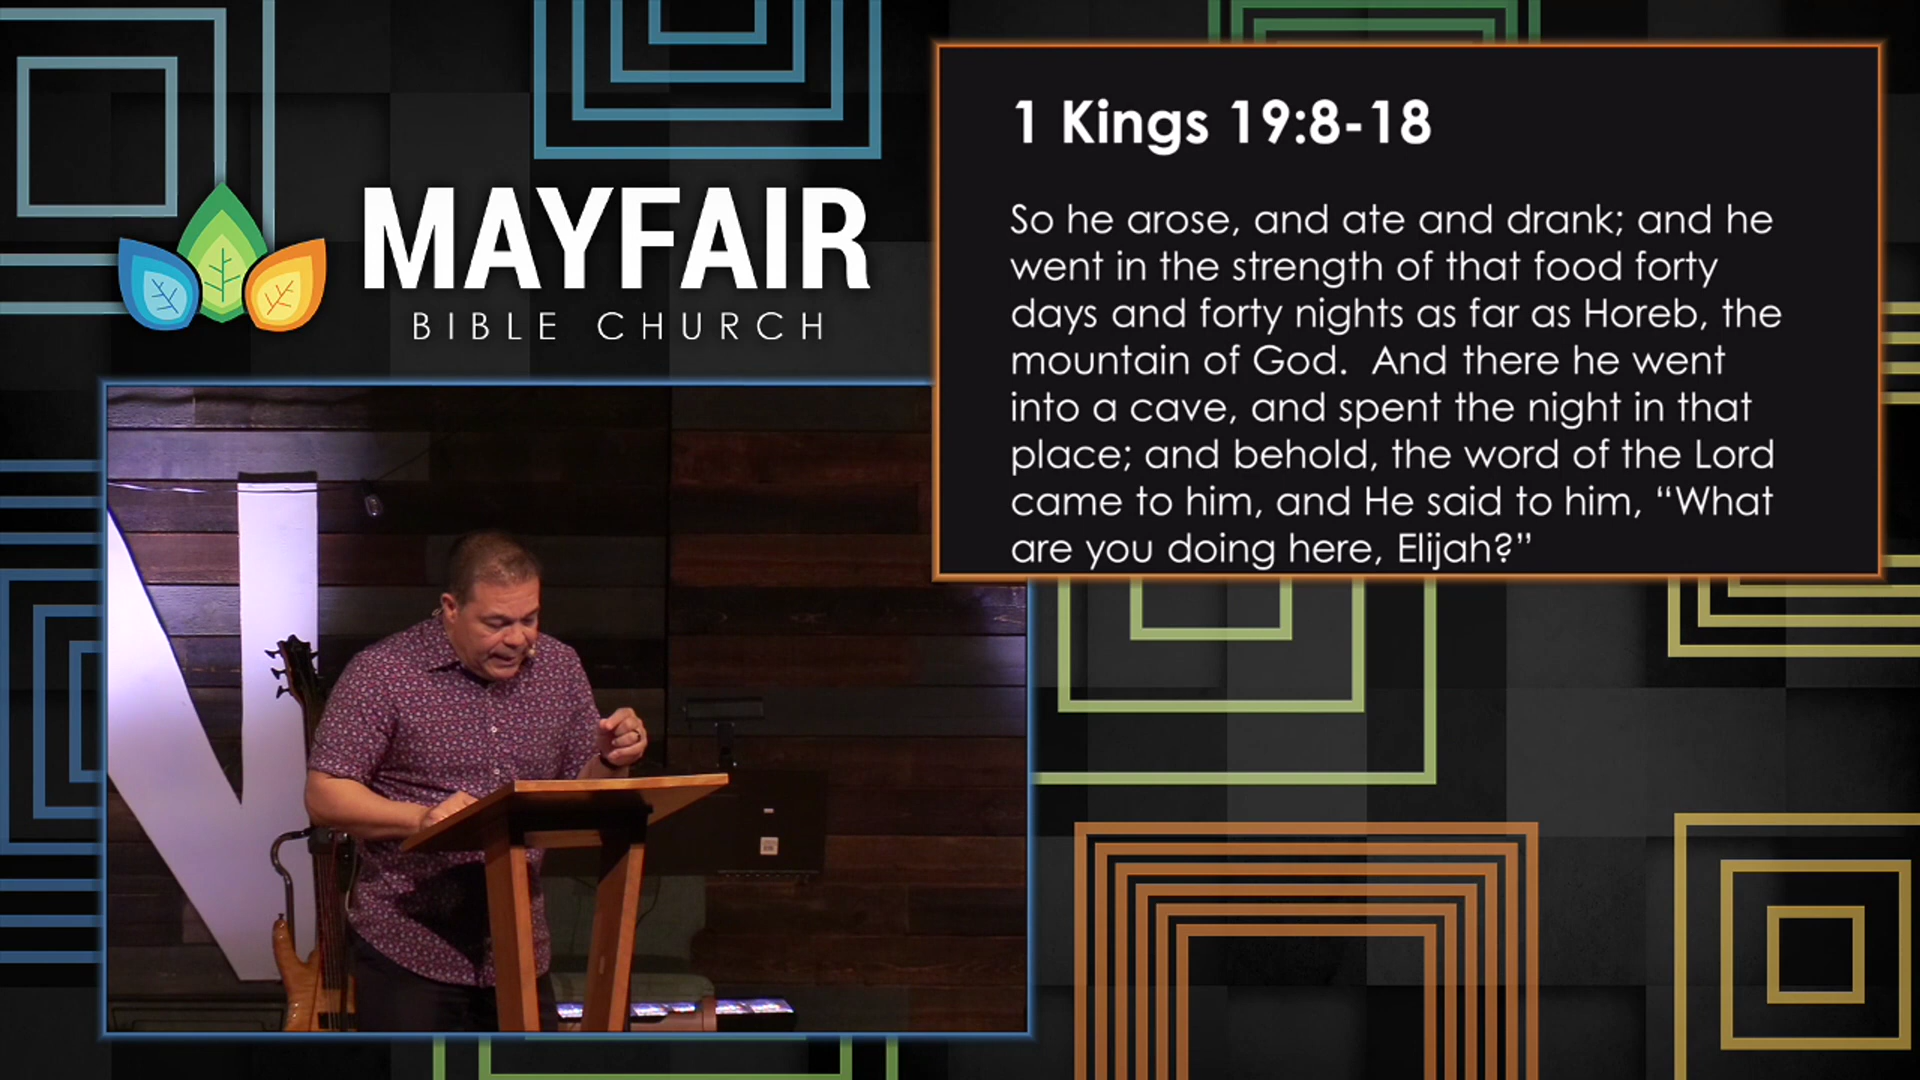 MAYFAIR
BIBLE CHURCH
1 Kings 19:8-18
So he arose, and ate and drank; and he
went in the strength of that food forty
days and forty nights as far as Horeb, the
mountain of God.  And there he went
into a cave, and spent the night in that
place; and behold, the word of the Lord
came to him, and He said to him, “What
are you doing here, Elijah?”